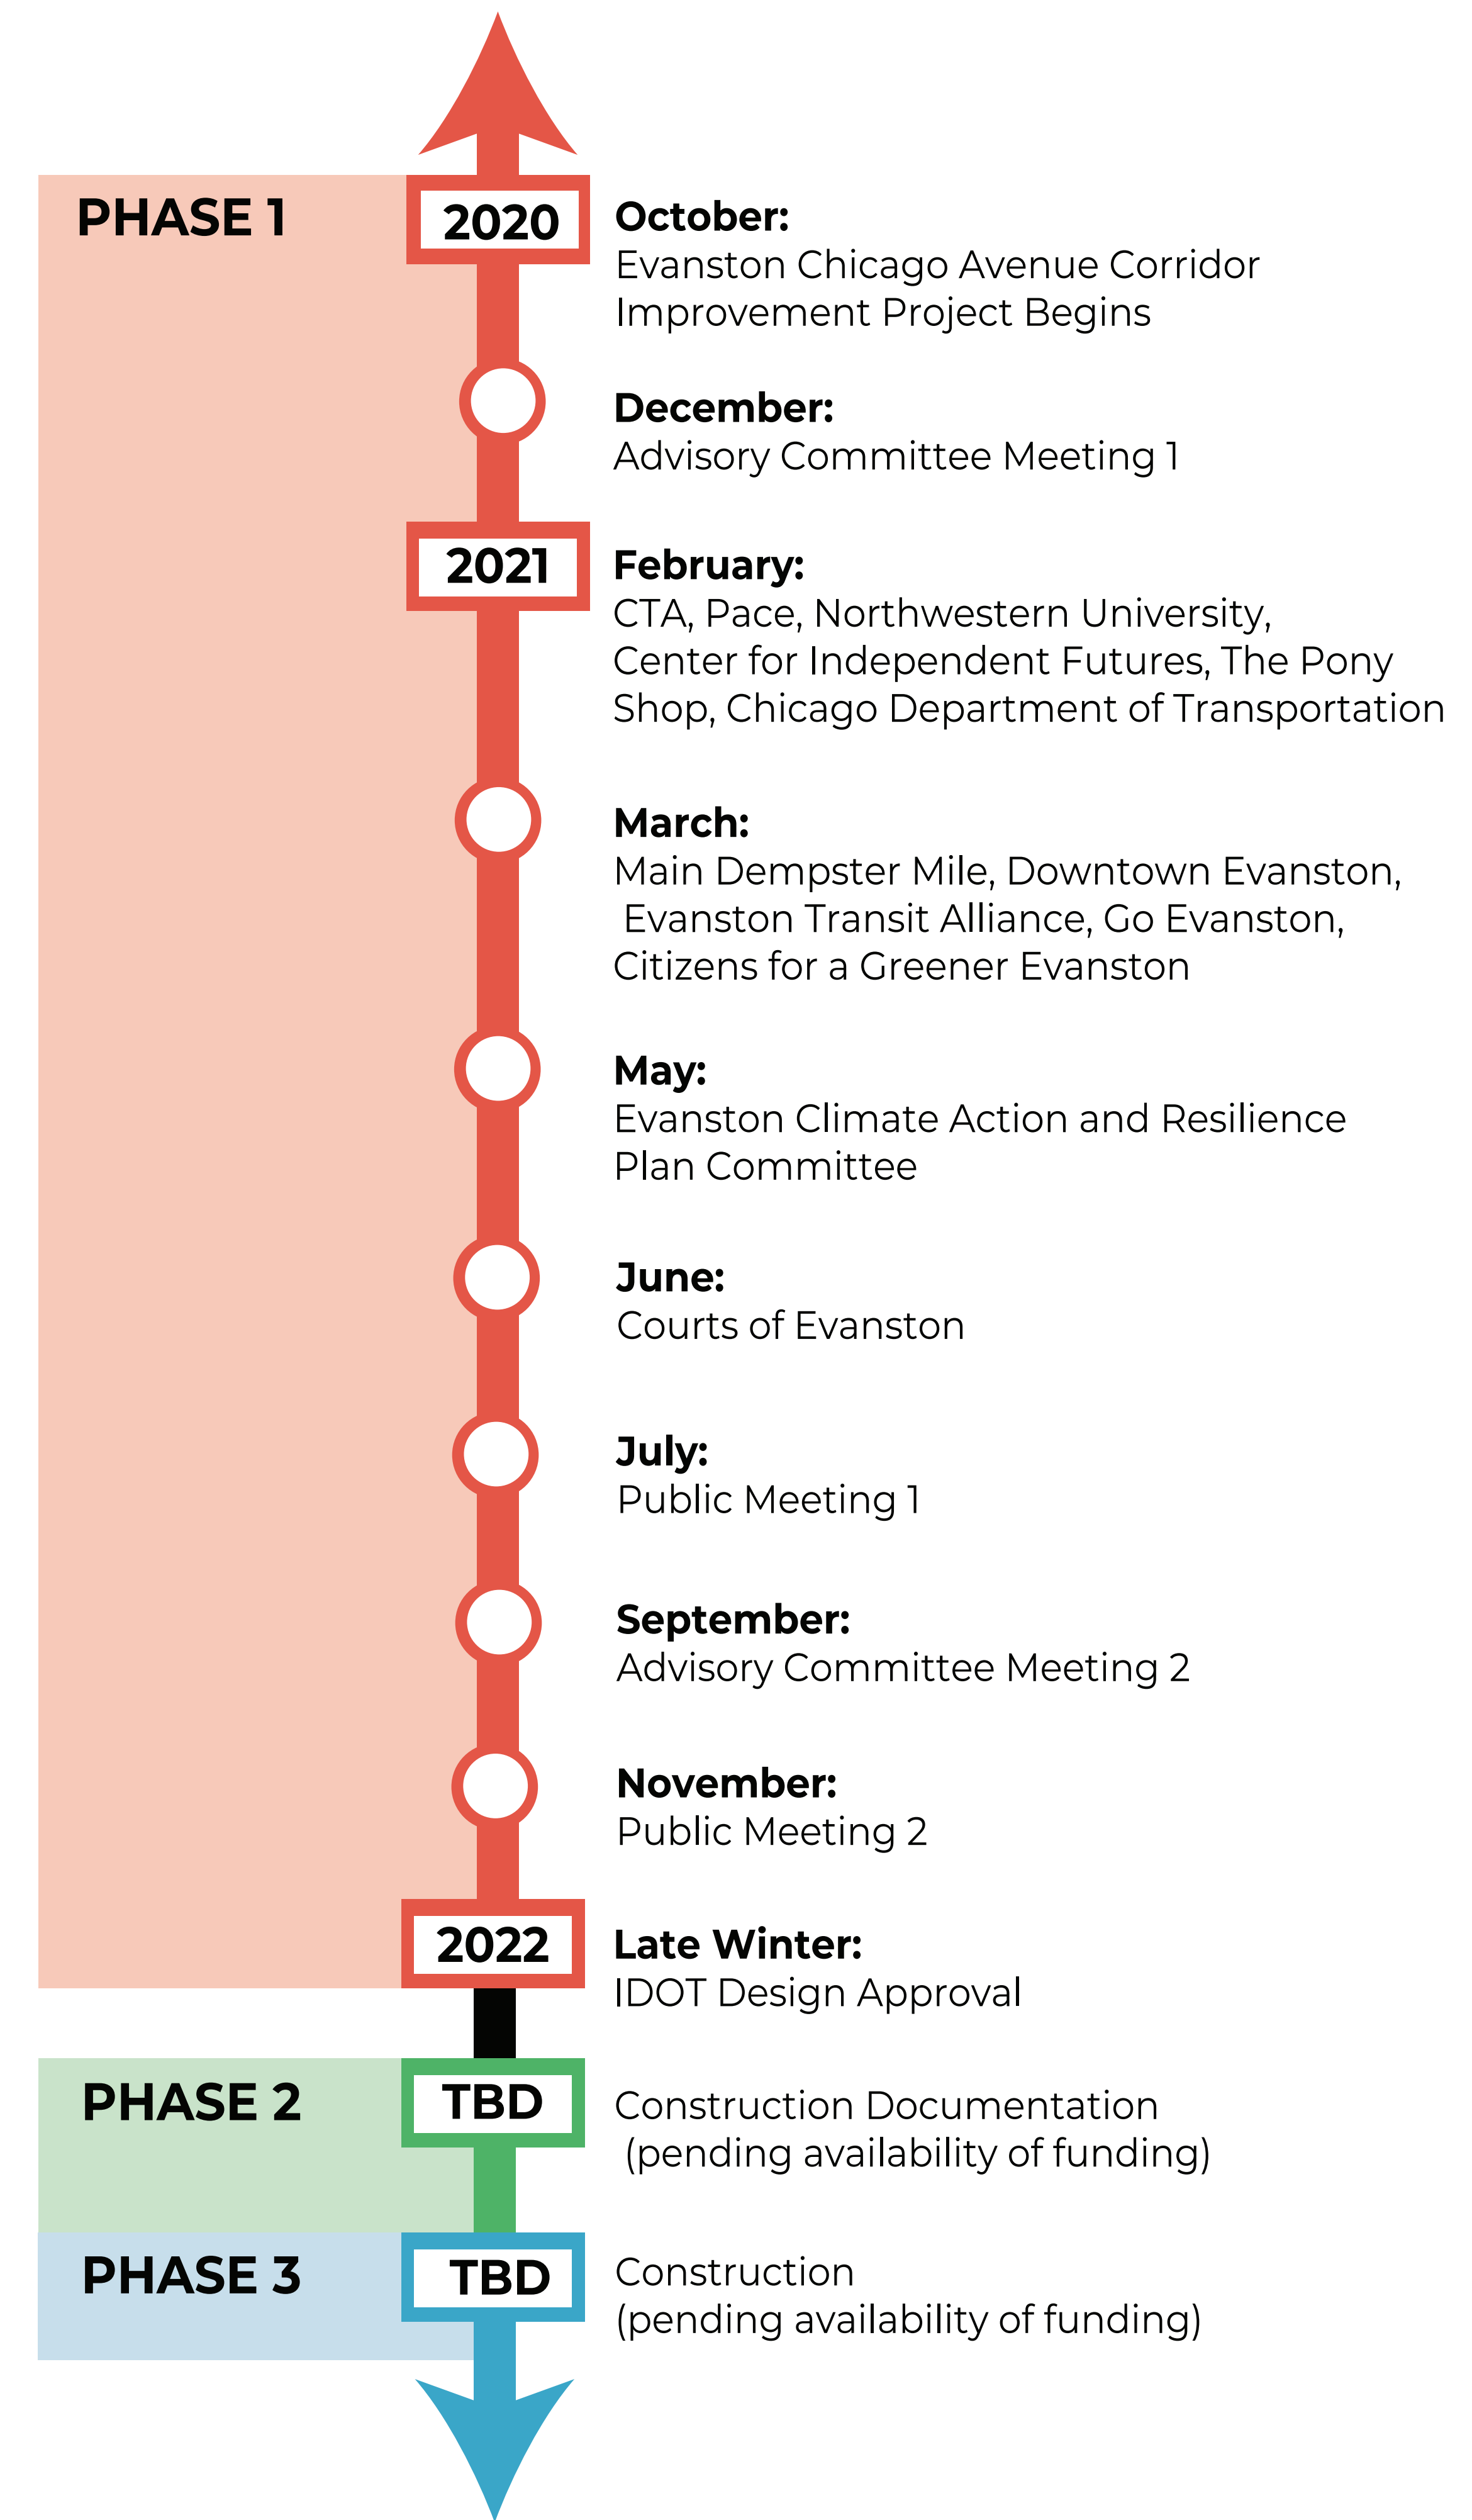 PHASE 1
2020
October:
Evanston Chicago Avenue Corridor
Improvement Project Begins
December:
Advisory Committee Meeting 1
2021
February:
CTA, Pace, Northwestern University,
Center for Independent Futures, The Pony
Shop, Chicago Department of Transportation
March:
Main Dempster Mile, Downtown Evanston,
Evanston Transit Alliance, Go Evanston,
Citizens for a Greener Evanston
May:
Evanston Climate Action and Resilience
Plan Committee
June:
Courts of Evanston
July:
Public Meeting 1
September:
Advisory Committee Meeting 2
November:
Public Meeting 2
2022
Late Winter:
IDOT Design Approval
PHASE 2
TBD
Construction Documentation
(pending availability of funding)
PHASE 3
TBD
Construction
(pending availability of funding)